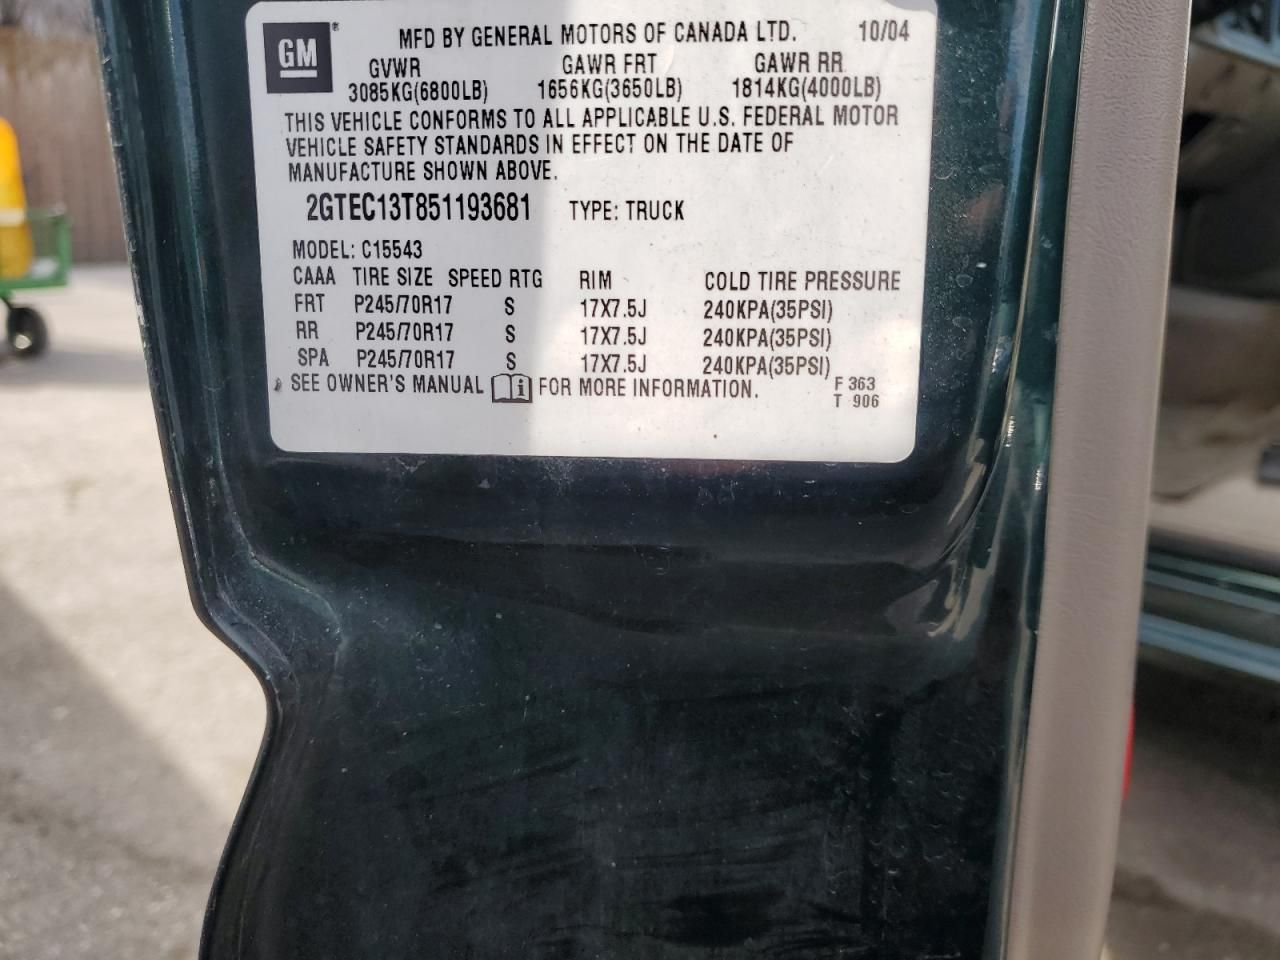 GM ® MFD BY GENERAL MOTORS OF CANADA LTD. 10/04
GVWR GAWR FRT GAWR RR
3085KG(6800LB) 1656KG(3650LB) 1814KG(4000LB)
THIS VEHICLE CONFORMS TO ALL APPLICABLE U.S. FEDERAL MOTOR
VEHICLE SAFETY STANDARDS IN EFFECT ON THE DATE OF
MANUFACTURE SHOWN ABOVE.
2GTEC13T851193681 TYPE: TRUCK
MODEL: C15543
CAAA TIRE SIZE SPEED RTG RIM COLD TIRE PRESSURE
FRT P245/70R17 S 17X7.5J 240KPA(35PSI)
RR P245/70R17 S 17X7.5J 240KPA(35PSI)
SPA P245/70R17 S 17X7.5J 240KPA(35PSI)
SEE OWNER'S MANUAL i FOR MORE INFORMATION. F 363
T 906